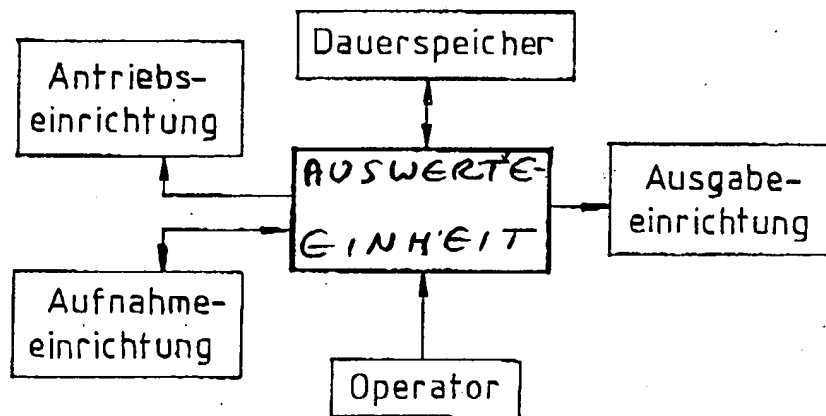 Dauerspeicher
Antriebs-
einrichtung
AUSWERTE-
EINHEIT
Ausgabe-
einrichtung
Aufnahme-
einrichtung
Operator